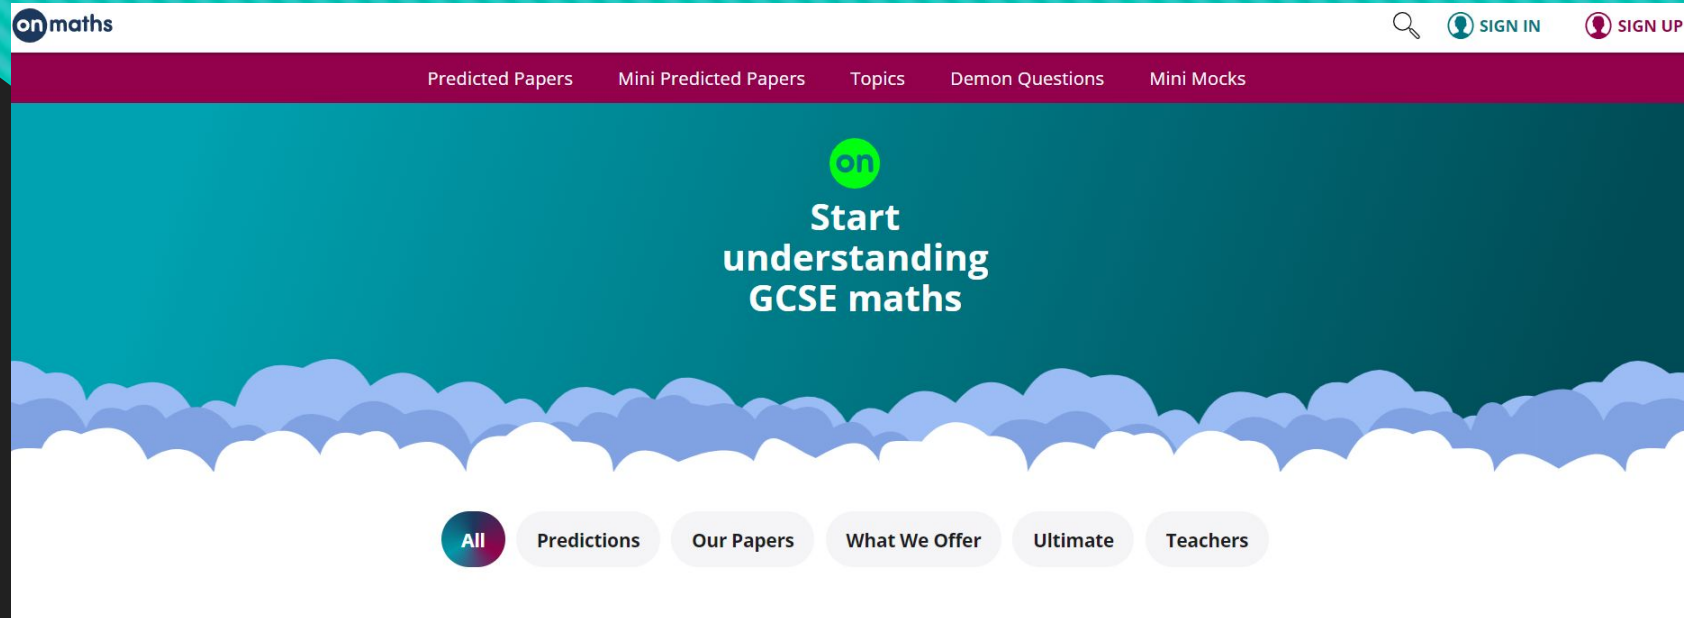 on maths
SIGN IN
SIGN UP
Predicted Papers
Mini Predicted Papers
Topics
Demon Questions
Mini Mocks
on
Start
understanding
GCSE maths
All
Predictions
Our Papers
What We Offer
Ultimate
Teachers